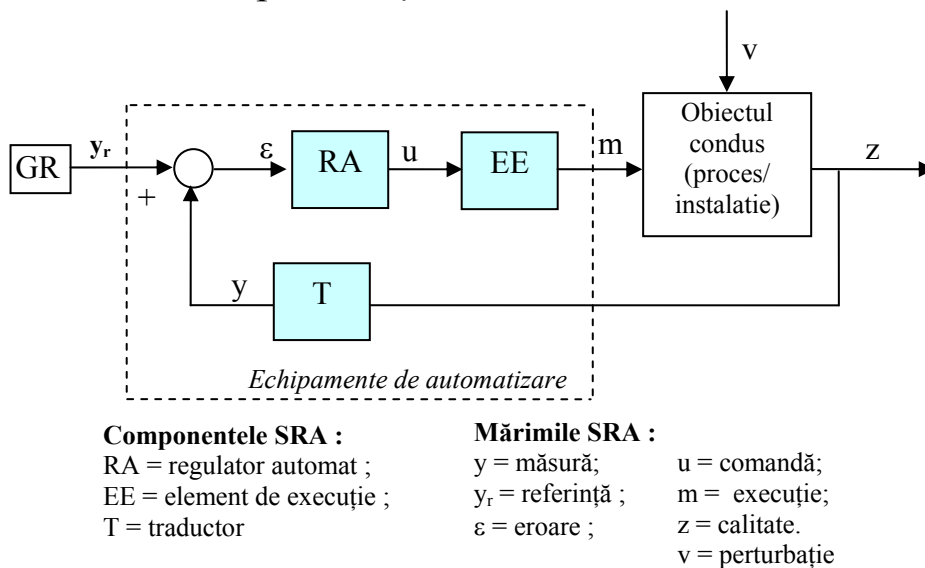 v
Obiectul
condus
(proces/
instalatie)
GR
yᵣ
+
ε
RA
u
EE
m
z
y
T
Echipamente de automatizare
Componentele SRA :
RA = regulator automat ;
EE = element de execuție ;
T = traductor
Mărimile SRA :
y = măsură;
yᵣ = referință ;
ε = eroare ;
u = comandă;
m = execuție;
z = calitate.
v = perturbație